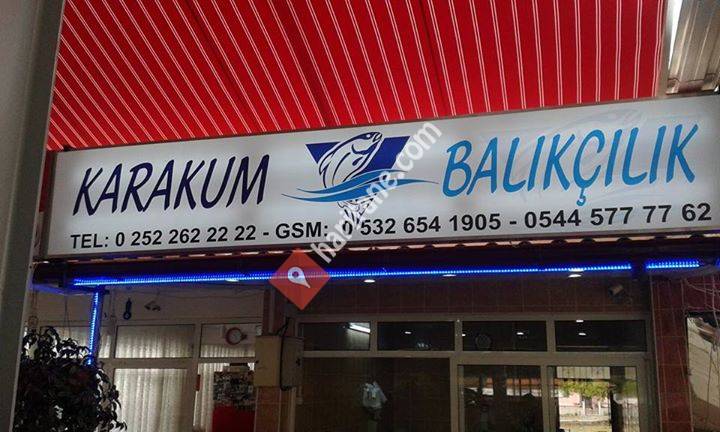 KARAKUM BALIKÇILIK
TEL: 0 252 262 22 22 - GSM: 0 532 654 1905 - 0544 577 77 62